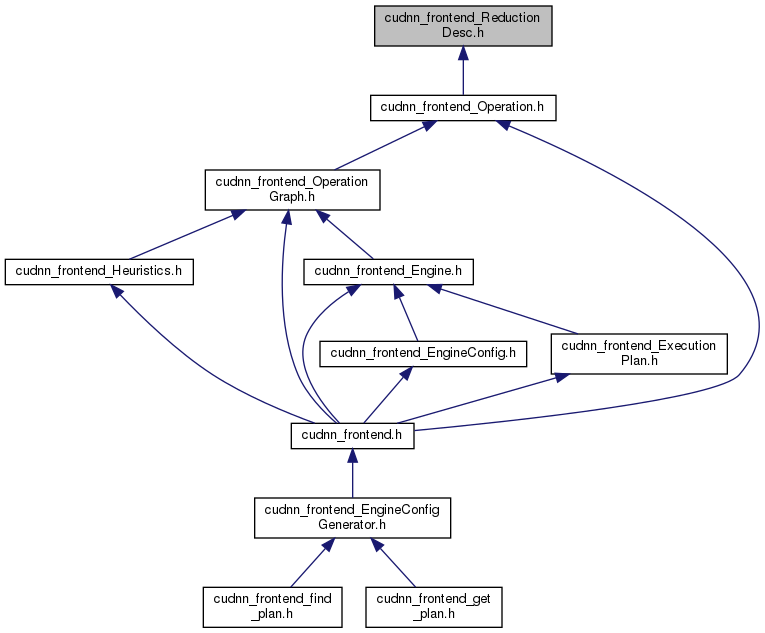 cudnn_frontend_Reduction
Desc.h
cudnn_frontend_Operation.h
cudnn_frontend_Operation
Graph.h
cudnn_frontend_Heuristics.h
cudnn_frontend_Engine.h
cudnn_frontend_EngineConfig.h
cudnn_frontend_Execution
Plan.h
cudnn_frontend.h
cudnn_frontend_EngineConfig
Generator.h
cudnn_frontend_find
_plan.h
cudnn_frontend_get
_plan.h